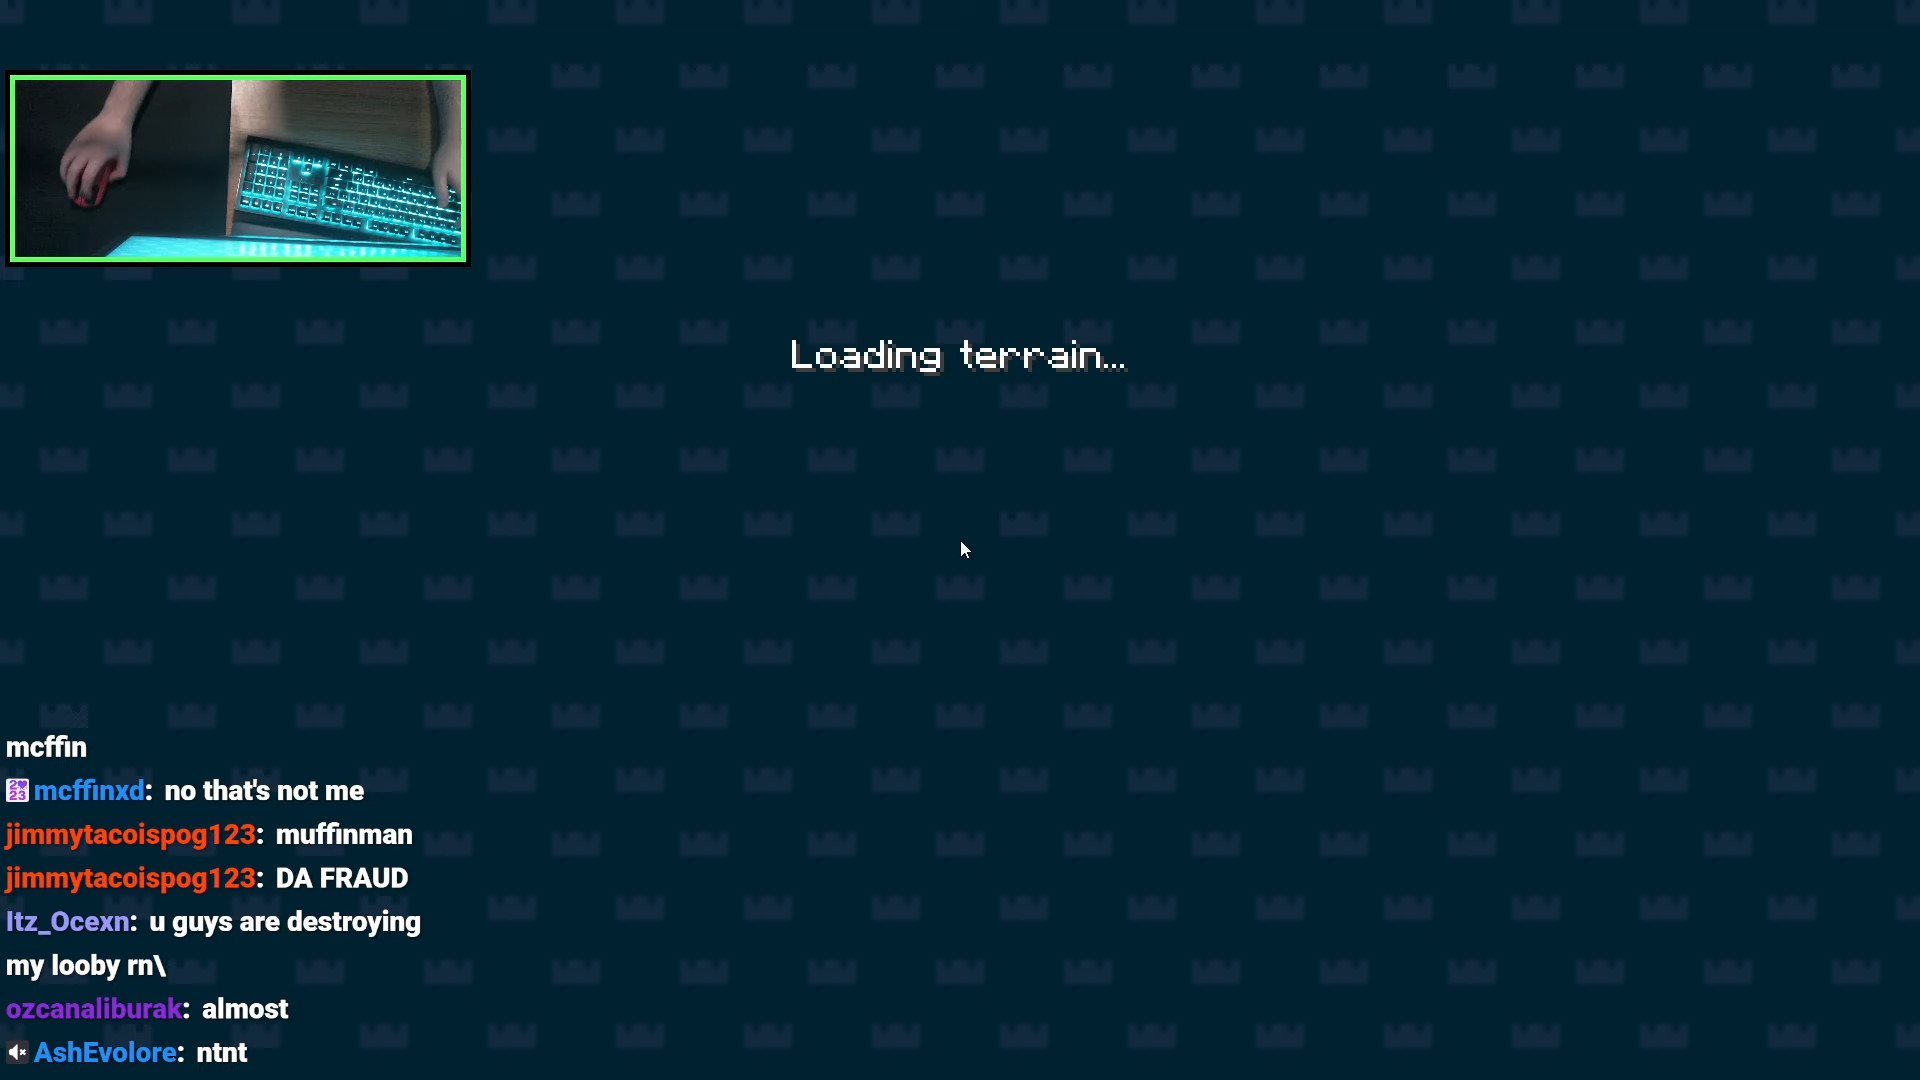 Loading terrain...
mcffin
mcffinxd: no that's not me
jimmytacoispog123: muffinman
jimmytacoispog123: DA FRAUD
Itz_Ocexn: u guys are destroying
my looby rn\
ozcanaliburak: almost
AshEvolore: ntnt